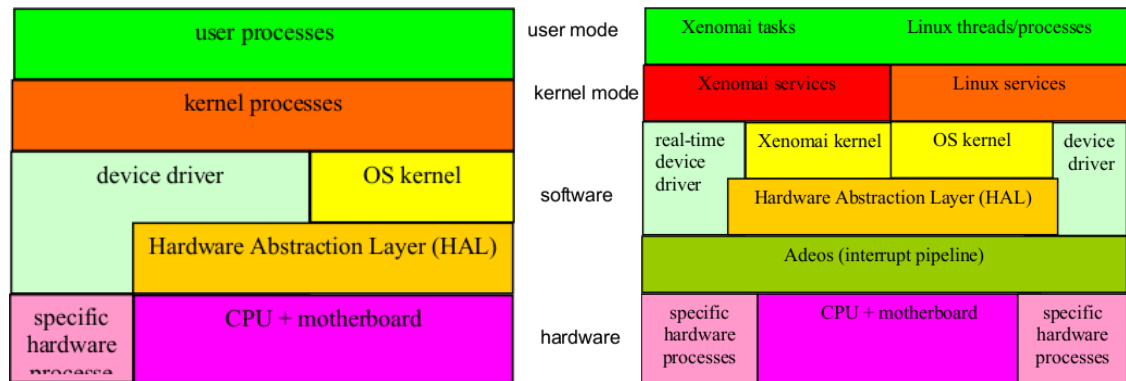 user processes
kernel processes
device driver
OS kernel
Hardware Abstraction Layer (HAL)
specific
hardware
processe
CPU + motherboard
user mode
kernel mode
software
hardware
Xenomai tasks
Linux threads/processes
Xenomai services
Linux services
real-time
device
driver
Xenomai kernel
OS kernel
device
driver
Hardware Abstraction Layer (HAL)
Adeos (interrupt pipeline)
specific
hardware
processes
CPU + motherboard
specific
hardware
processes